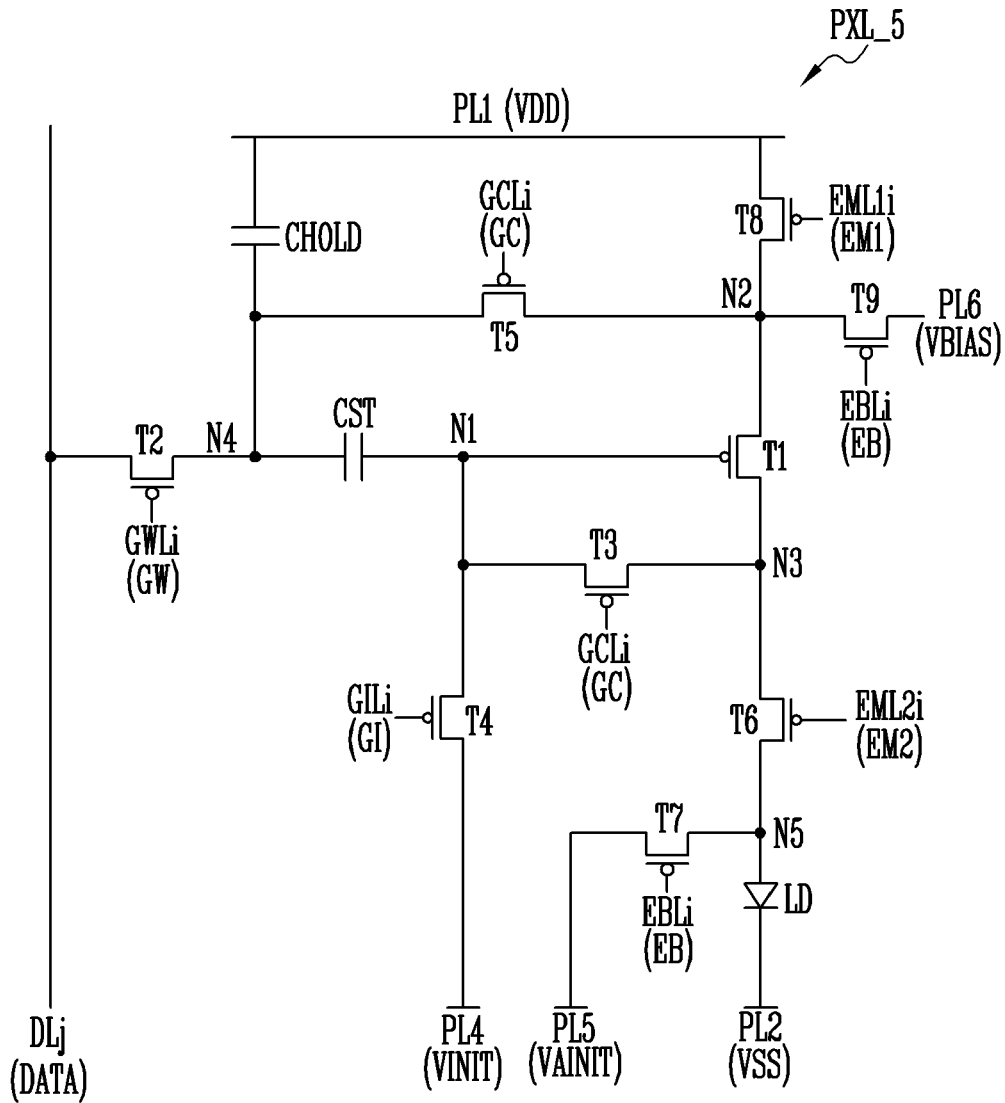 PXL_5
PL1 (VDD)
GCLi
(GC)
EML1i
(EM1)
T8
CHOLD
N2
T9
PL6
(VBIAS)
T5
EBLi
(EB)
CST
T2
N4
N1
T1
GWLi
(GW)
T3
N3
GCLi
(GC)
GILi
(GI)
T4
T6
EML2i
(EM2)
T7
N5
EBLi
(EB)
LD
DLj
(DATA)
PL4
(VINIT)
PL5
(VAINIT)
PL2
(VSS)